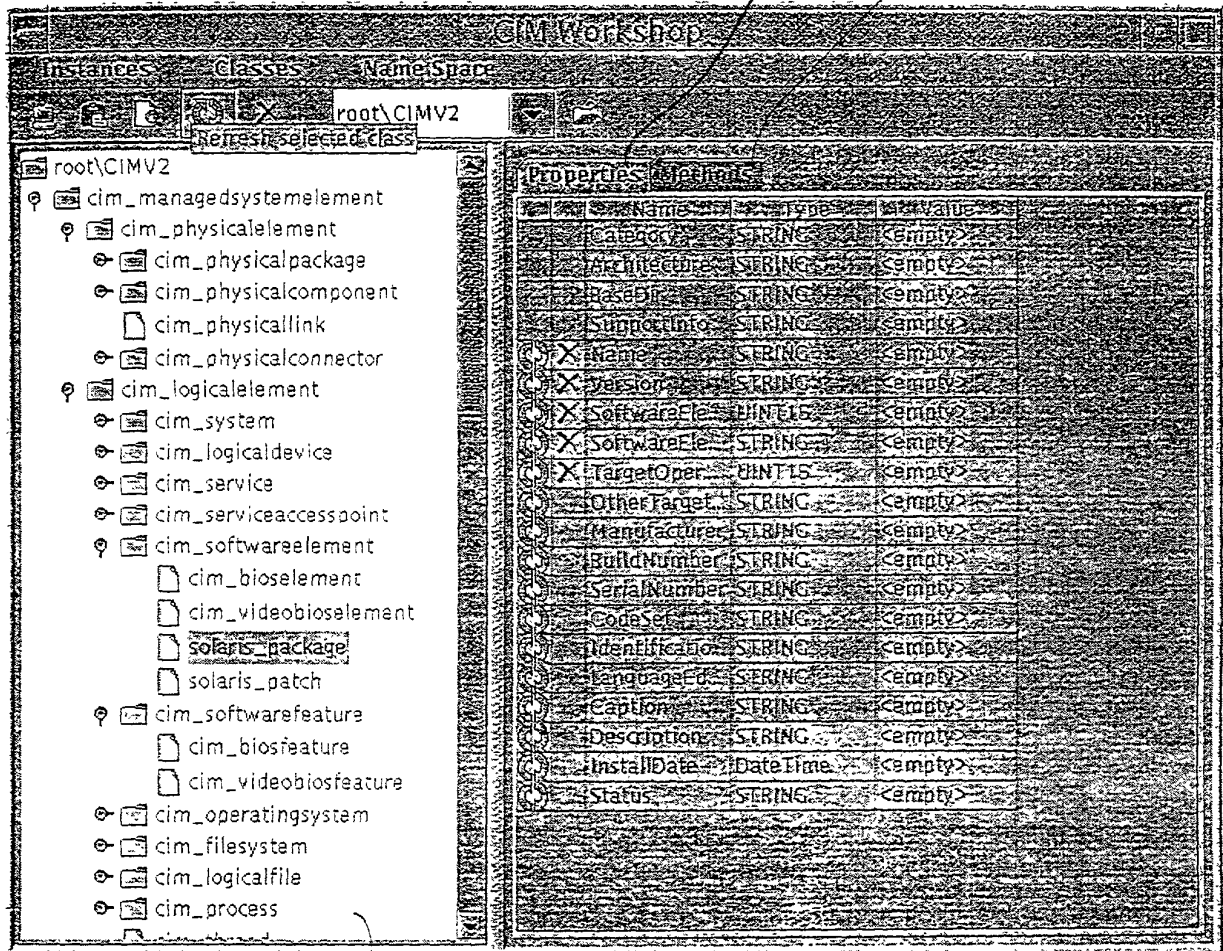 CIM Workshop
Instances Classes NameSpace
root\CIMV2
Refresh selected class
root\CIMV2
cim_managedsystemelement
cim_physicalelement
cim_physicalpackage
cim_physicalcomponent
cim_physicallink
cim_physicalconnector
cim_logicalelement
cim_system
cim_logicaldevice
cim_service
cim_serviceaccesspoint
cim_softwareelement
cim_bioselement
cim_videobioselement
solaris_package
solaris_patch
cim_softwarefeature
cim_biosfeature
cim_videobiosfeature
cim_operatingsystem
cim_filesystem
cim_logicalfile
cim_process
cim_thread
Properties Methods
Name Type Value
Category STRING <empty>
Architecture STRING <empty>
BaseDir STRING <empty>
SupportInfo STRING <empty>
Name STRING <empty>
Version STRING <empty>
SoftwareEle... UINT16 <empty>
SoftwareEle... STRING <empty>
TargetOper... UINT16 <empty>
OtherTarget... STRING <empty>
Manufacturer STRING <empty>
BuildNumber STRING <empty>
SerialNumber STRING <empty>
CodeSet STRING <empty>
Identificatio... STRING <empty>
LanguageEd... STRING <empty>
Caption STRING <empty>
Description STRING <empty>
InstallDate DateTime <empty>
Status STRING <empty>